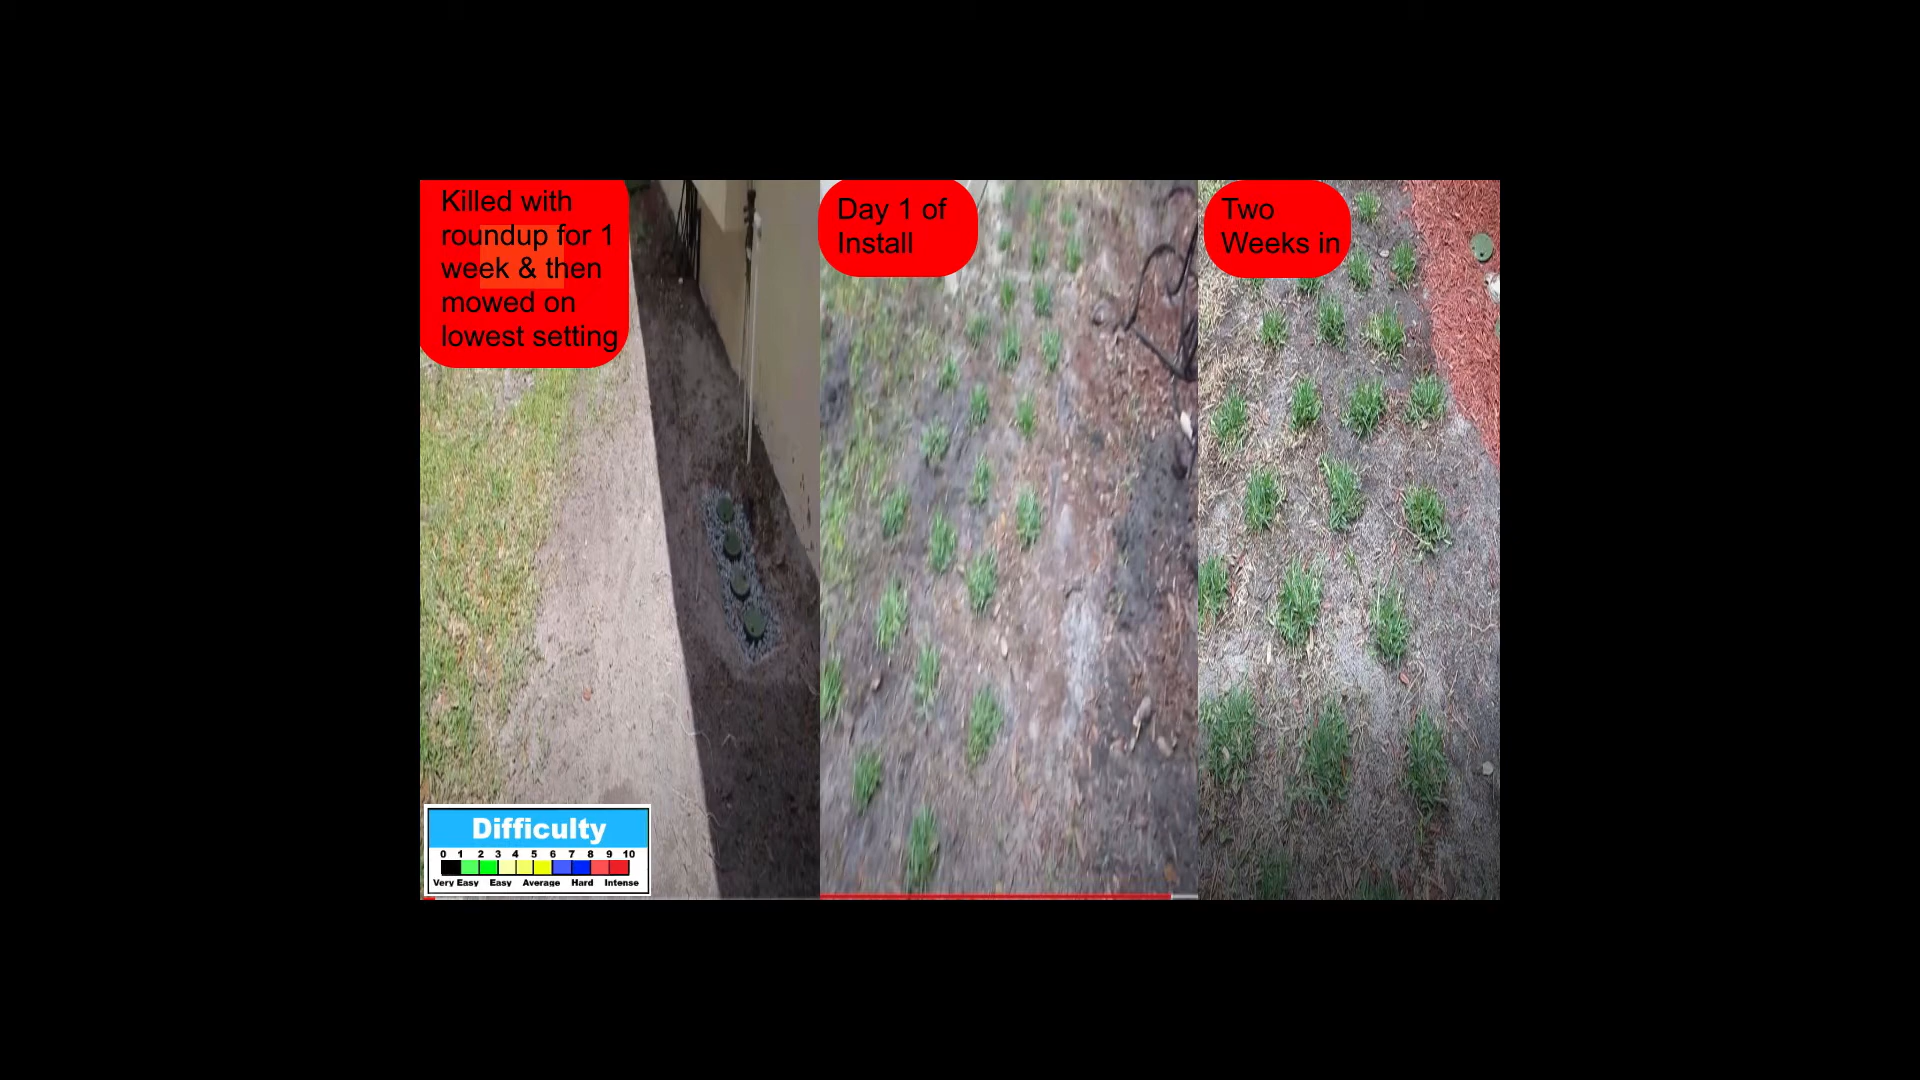 Killed with
roundup for 1
week & then
mowed on
lowest setting
Day 1 of
Install
Two
Weeks in
Difficulty
0 1 2 3 4 5 6 7 8 9 10
Very Easy Easy Average Hard Intense